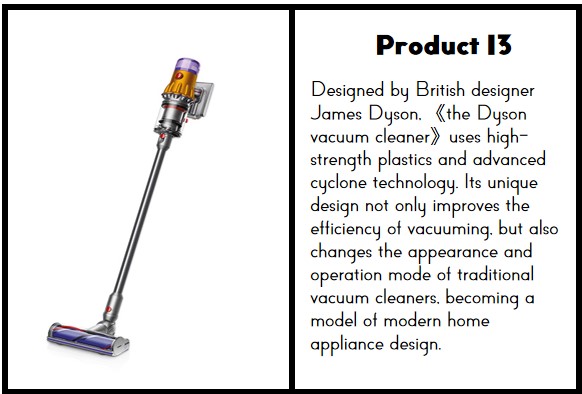 Product 13
Designed by British designer
James Dyson, 《the Dyson
vacuum cleaner》 uses high-
strength plastics and advanced
cyclone technology. Its unique
design not only improves the
efficiency of vacuuming, but also
changes the appearance and
operation mode of traditional
vacuum cleaners, becoming a
model of modern home
appliance design.